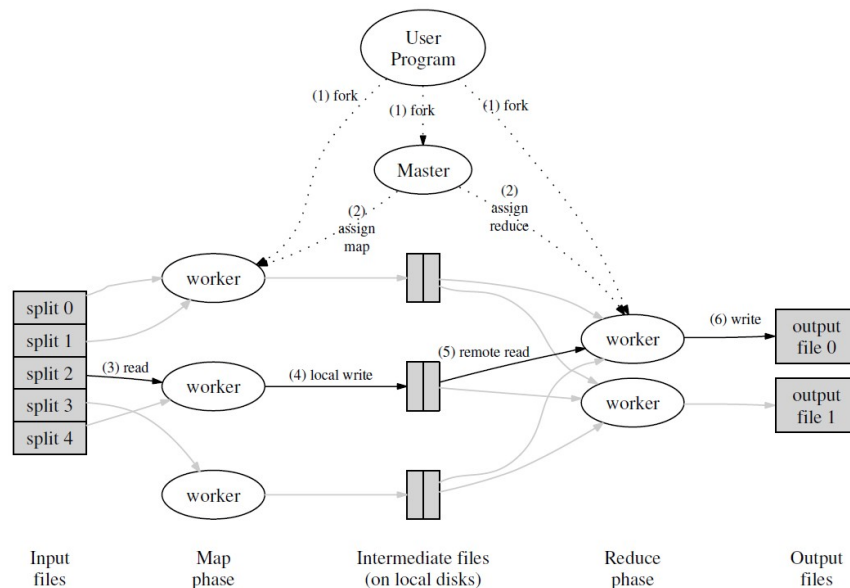 User
Program
(1) fork
(1) fork
(1) fork
Master
(2)
assign
map
(2)
assign
reduce
worker
split 0
split 1
split 2
split 3
split 4
(3) read
worker
(4) local write
(5) remote read
worker
(6) write
output
file 0
worker
output
file 1
worker
Input
files
Map
phase
Intermediate files
(on local disks)
Reduce
phase
Output
files